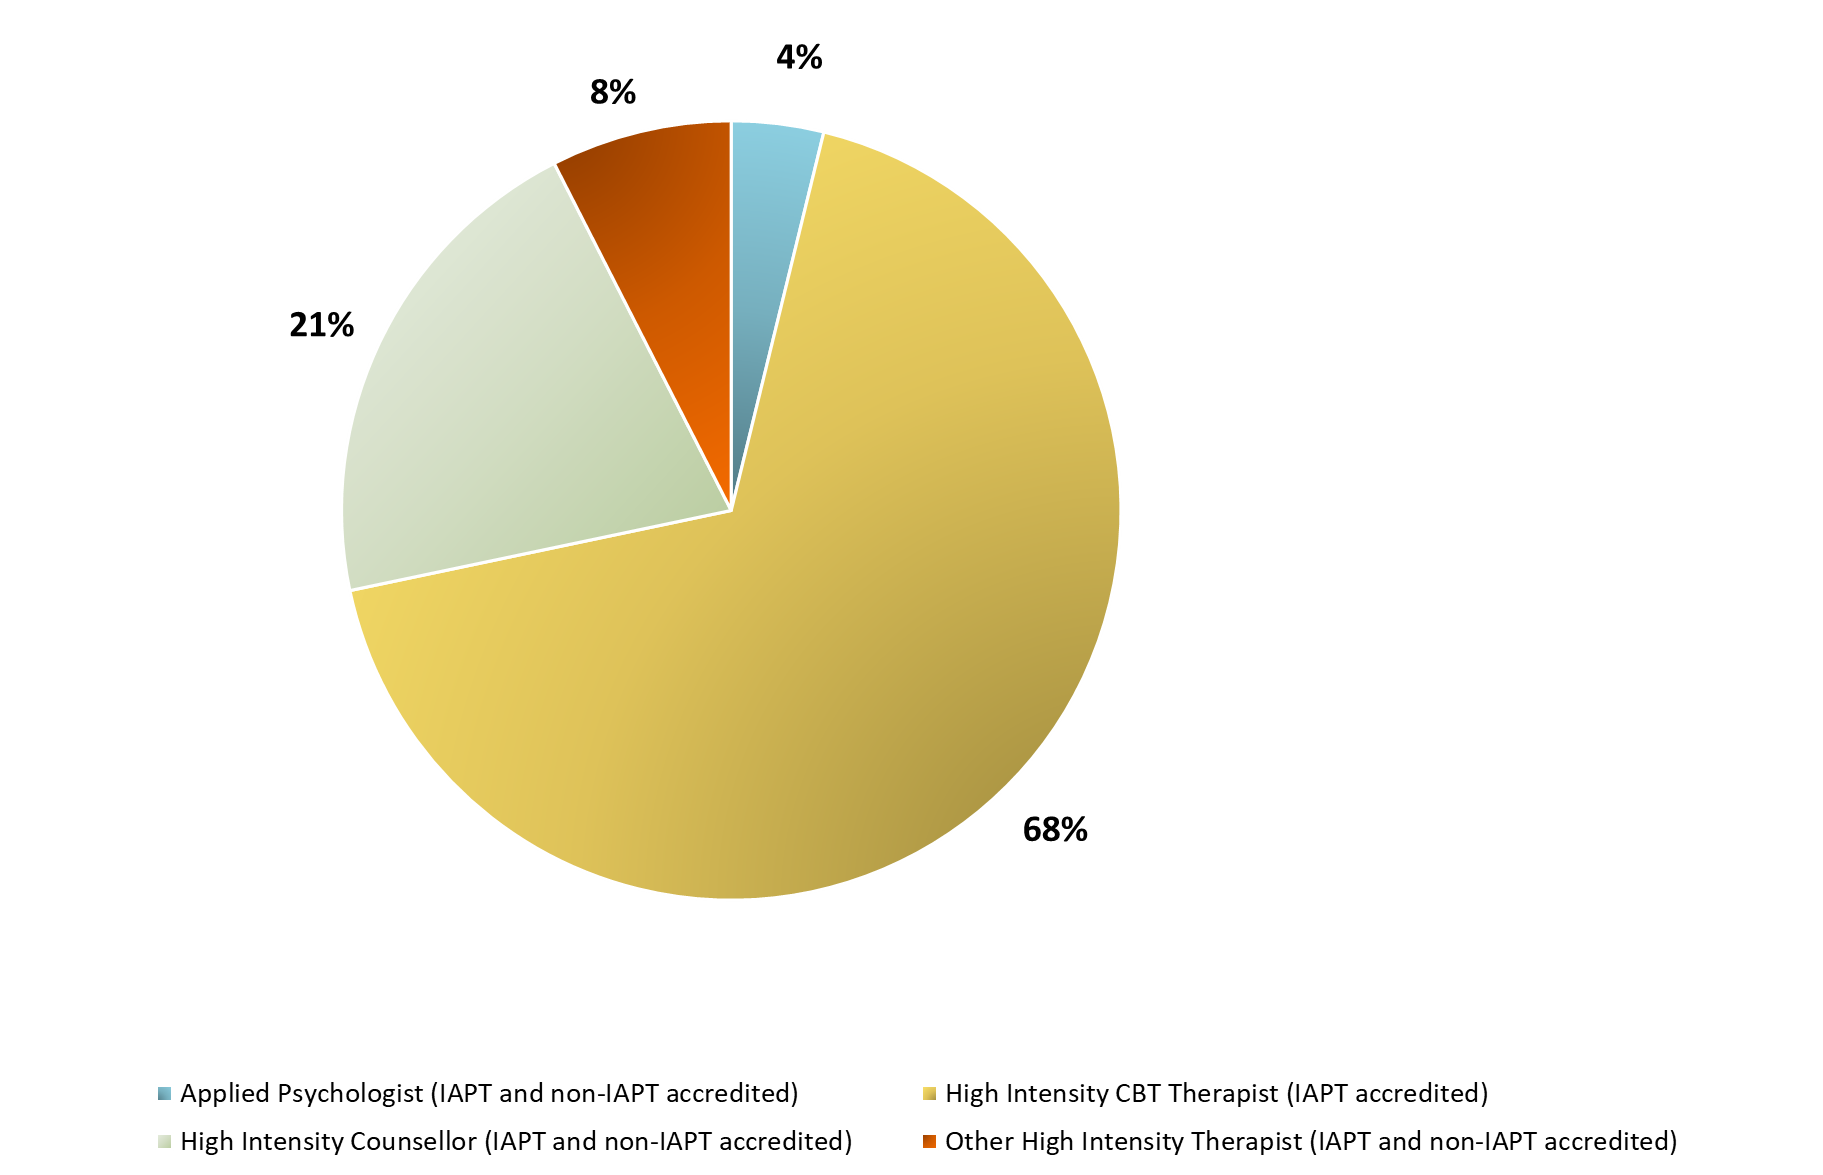 4%
8%
21%
68%
Applied Psychologist (IAPT and non-IAPT accredited)
High Intensity CBT Therapist (IAPT accredited)
High Intensity Counsellor (IAPT and non-IAPT accredited)
Other High Intensity Therapist (IAPT and non-IAPT accredited)